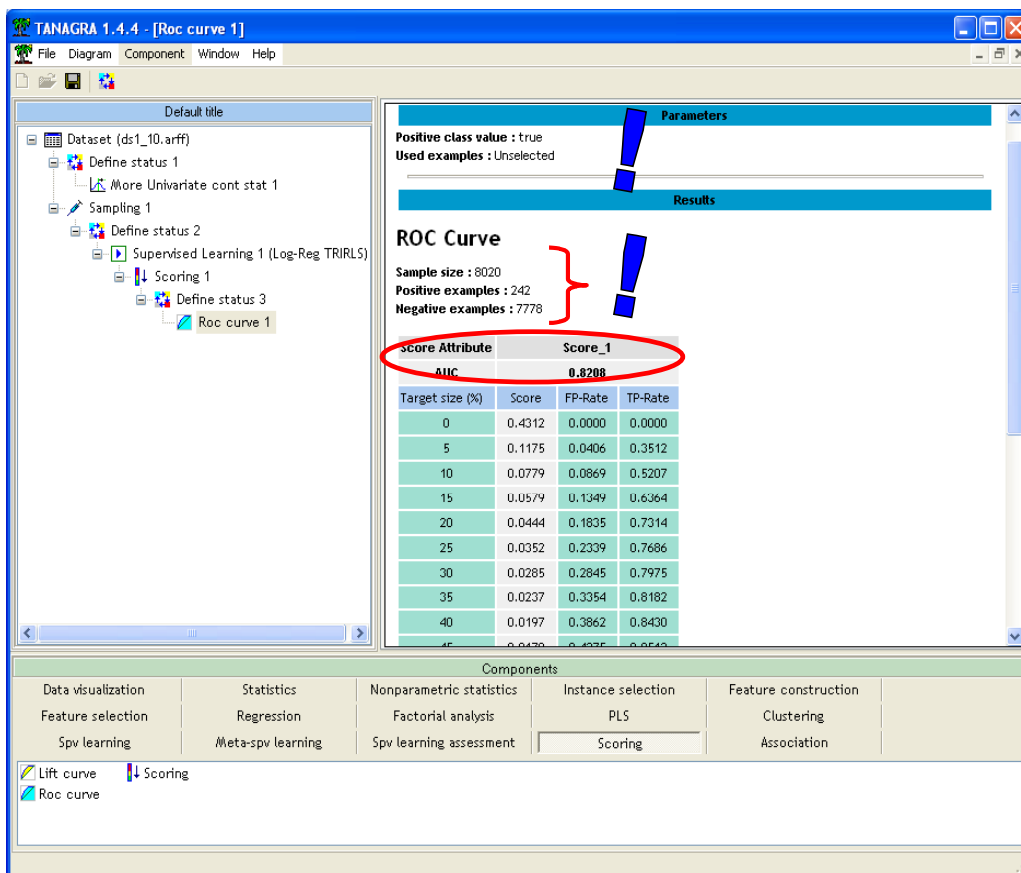 TANAGRA 1.4.4 - [Roc curve 1]
File Diagram Component Window Help
Default title
Dataset (ds1_10.arff)
Define status 1
More Univariate cont stat 1
Sampling 1
Define status 2
Supervised Learning 1 (Log-Reg TRIRLS)
Scoring 1
Define status 3
Roc curve 1
Parameters
Positive class value : true
Used examples : Unselected
Results
ROC Curve
Sample size : 8020
Positive examples : 242
Negative examples : 7778
Score Attribute Score_1
AUC 0.8208
Target size (%) Score FP-Rate TP-Rate
0 0.4312 0.0000 0.0000
5 0.1175 0.0406 0.3512
10 0.0779 0.0869 0.5207
15 0.0579 0.1349 0.6364
20 0.0444 0.1835 0.7314
25 0.0352 0.2339 0.7686
30 0.0285 0.2845 0.7975
35 0.0237 0.3354 0.8182
40 0.0197 0.3862 0.8430
Components
Data visualization Statistics Nonparametric statistics Instance selection Feature construction
Feature selection Regression Factorial analysis PLS Clustering
Spv learning Meta-spv learning Spv learning assessment Scoring Association
Lift curve Scoring
Roc curve